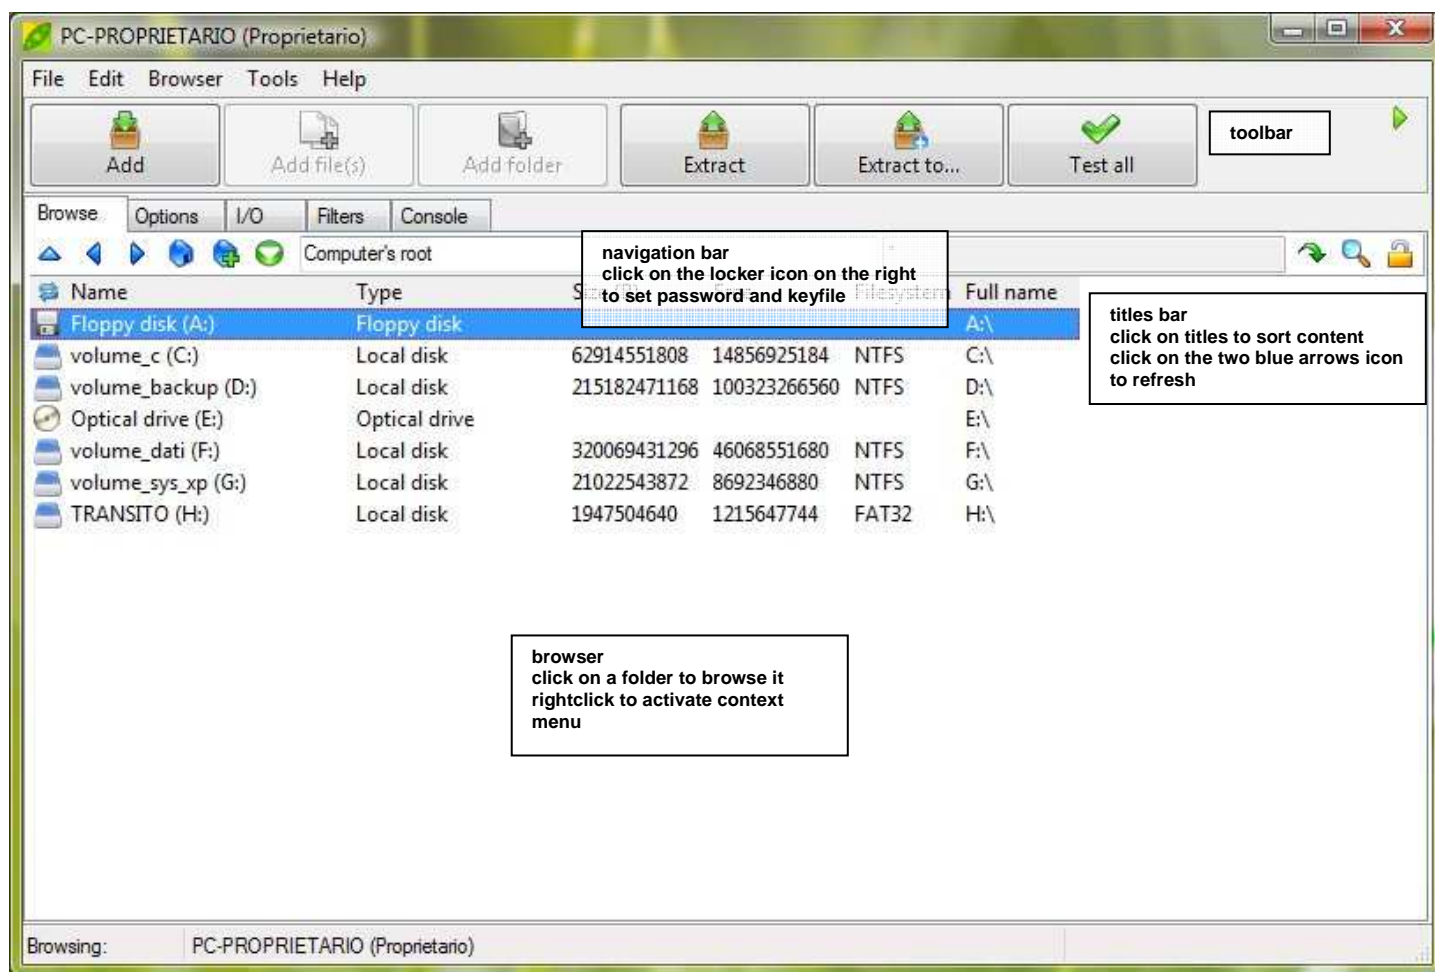 PC-PROPRIETARIO (Proprietario)
File Edit Browser Tools Help
Add Add file(s) Add folder Extract Extract to... Test all toolbar
Browse Options I/O Filters Console
Computer's root
navigation bar
click on the locker icon on the right
to set password and keyfile
Name Type Filesystem Full name
titles bar
click on titles to sort content
click on the two blue arrows icon
to refresh
Floppy disk (A:) Floppy disk A:\
volume_c (C:) Local disk 62914551808 14856925184 NTFS C:\
volume_backup (D:) Local disk 215182471168 100323266560 NTFS D:\
Optical drive (E:) Optical drive E:\
volume_dati (F:) Local disk 320069431296 46068551680 NTFS F:\
volume_sys_xp (G:) Local disk 21022543872 8692346880 NTFS G:\
TRANSITO (H:) Local disk 1947504640 1215647744 FAT32 H:\
browser
click on a folder to browse it
rightclick to activate context
menu
Browsing: PC-PROPRIETARIO (Proprietario)